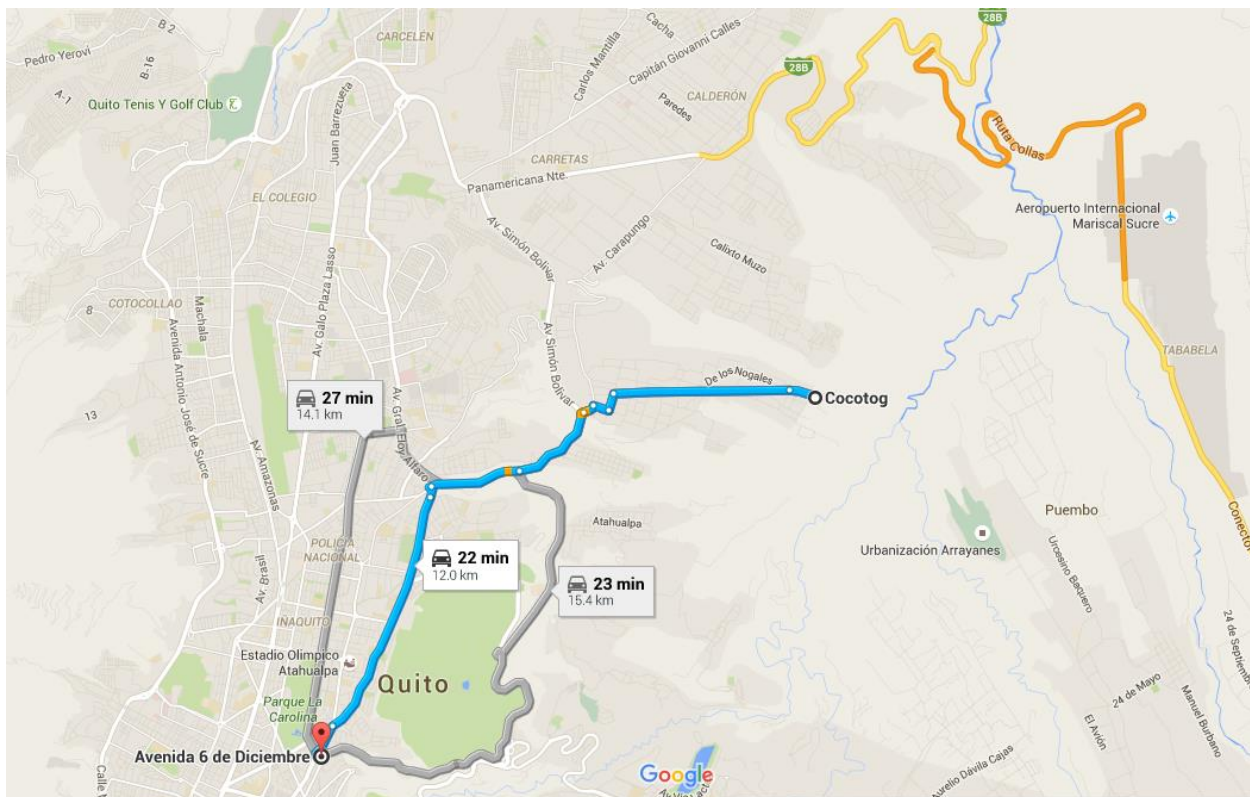 CARCELÉN
B 2
Pedro Yerovi
B-16
A-1
Quito Tenis Y Golf Club
Juan Barrezueta
Carlos Mantilla
Cacha
Capitán Giovanni Calles
28B
28B
CALDERÓN
Paredes
CARRETAS
Panamericana Nte.
Ruta Collas
EL COLEGIO
Aeropuerto Internacional
Mariscal Sucre
Av. Simón Bolívar
Av. Carapungo
Calixto Muzo
COTOCOLLAO
Machala
8
Av. Galo Plaza Lasso
Avenida Antonio José de Sucre
Av Simón Bolívar
TABABELA
De los Nogales
Cocotog
27 min
14.1 km
13
Av. Gral. Eloy Alfaro
Av. Amazonas
Conector
Atahualpa
Puembo
POLICÍA
NACIONAL
Urbanización Arrayanes
22 min
12.0 km
23 min
15.4 km
Av. Brasil
Urcesino Baquero
IÑAQUITO
24 de Septiembre
Estadio Olimpico
Atahualpa
Quito
24 de Mayo
Manuel Burbano
Parque La
Carolina
El Avión
Avenida 6 de Diciembre
Google
Aurelio Dávila Cajas